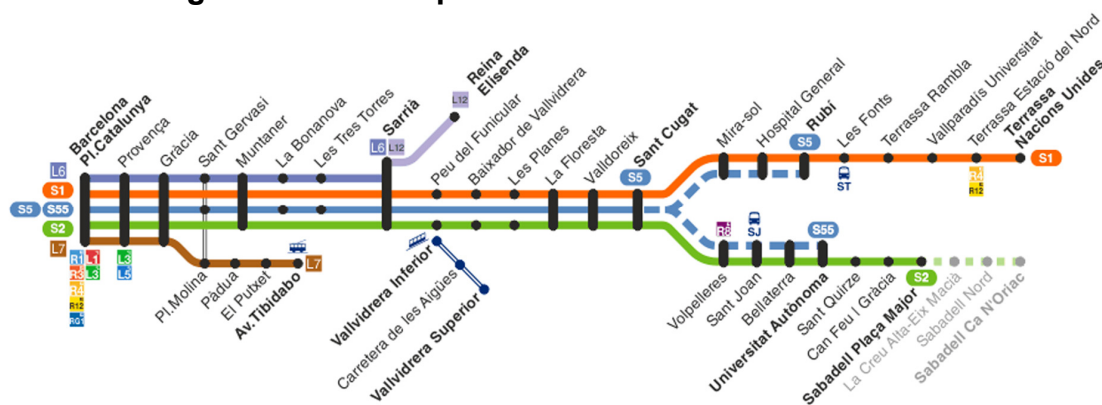 Barcelona
Pl.Catalunya
Provença
Gràcia
Sant Gervasi
Muntaner
La Bonanova
Les Tres Torres
Sarrià
Reina
Elisenda
Peu del Funicular
Baixador de Vallvidrera
Les Planes
La Floresta
Valldoreix
Sant Cugat
Mira-sol
Hospital General
Rubí
Les Fonts
Terrassa Rambla
Vallparadís Universitat
Terrassa Estació del Nord
Terrassa
Nacions Unides
L12
L6 L12
L6
S1
S5 S55
S2
L7
S5
S5
S1
ST
R4
R12
R8
SJ
S55
S2
R1 L1
R3 L3
R4
R12
RG1
L3
L5
L7
Pl.Molina
Pàdua
El Putxet
Av.Tibidabo
Vallvidrera Inferior
Carretera de les Aigües
Vallvidrera Superior
Volpelleres
Sant Joan
Bellaterra
Universitat Autònoma
Sant Quirze
Can Feu I Gràcia
Sabadell Plaça Major
La Creu Alta-Eix Macià
Sabadell Nord
Sabadell Ca N'Oriac